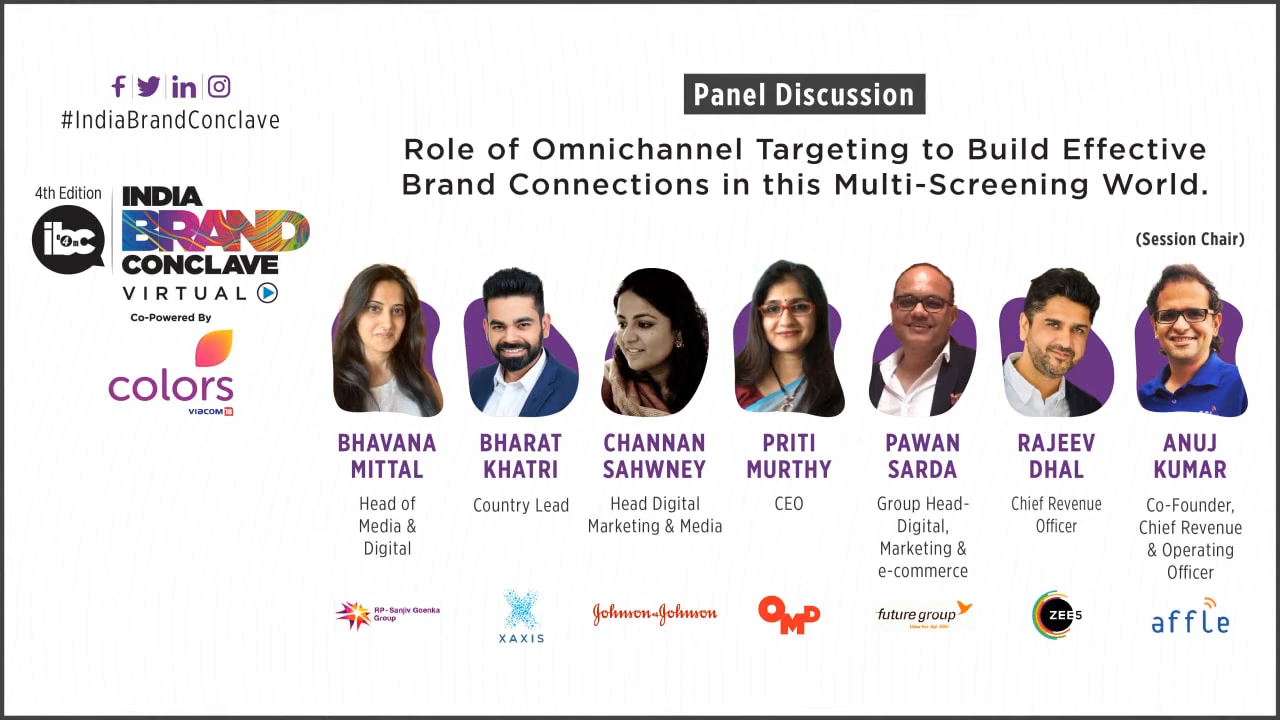 #IndiaBrandConclave
4th Edition
ibc
INDIA
BRAND
CONCLAVE
VIRTUAL
Co-Powered By
colors
VIACOM 18
Panel Discussion
Role of Omnichannel Targeting to Build Effective
Brand Connections in this Multi-Screening World.
(Session Chair)
BHAVANA
MITTAL
Head of
Media &
Digital
RP-Sanjiv Goenka
Group
BHARAT
KHATRI
Country Lead
XAXIS
CHANNAN
SAHWNEY
Head Digital
Marketing & Media
Johnson & Johnson
PRITI
MURTHY
CEO
OMD
PAWAN
SARDA
Group Head-
Digital,
Marketing &
e-commerce
future group
RAJEEV
DHAL
Chief Revenue
Officer
ZEE5
ANUJ
KUMAR
Co-Founder,
Chief Revenue
& Operating
Officer
affle